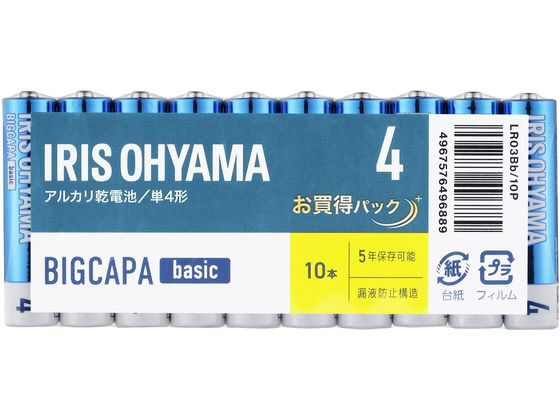 IRIS OHYAMA
アルカリ乾電池/単4形
4
お買得パック
BIGCAPA basic
10本
5年保存可能
漏液防止構造
紙
台紙
プラ
フィルム
LR03Bb/10P
4967576496889
IRIS OHYAMA
BIGCAPA basic
4
IRIS OHYAMA
4